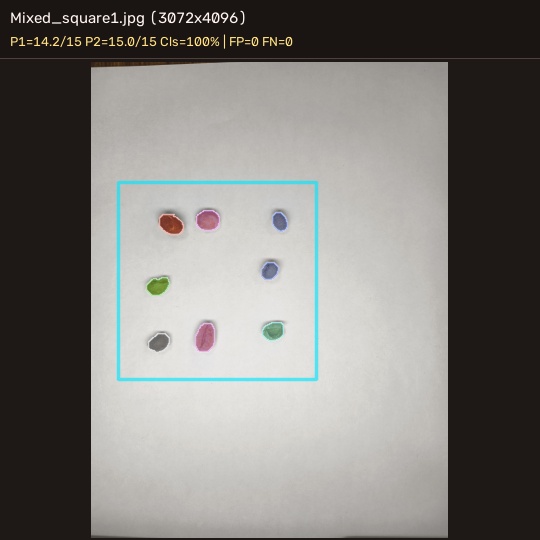 Mixed_square1.jpg (3072x4096)
P1=14.2/15 P2=15.0/15 Cls=100% | FP=0 FN=0